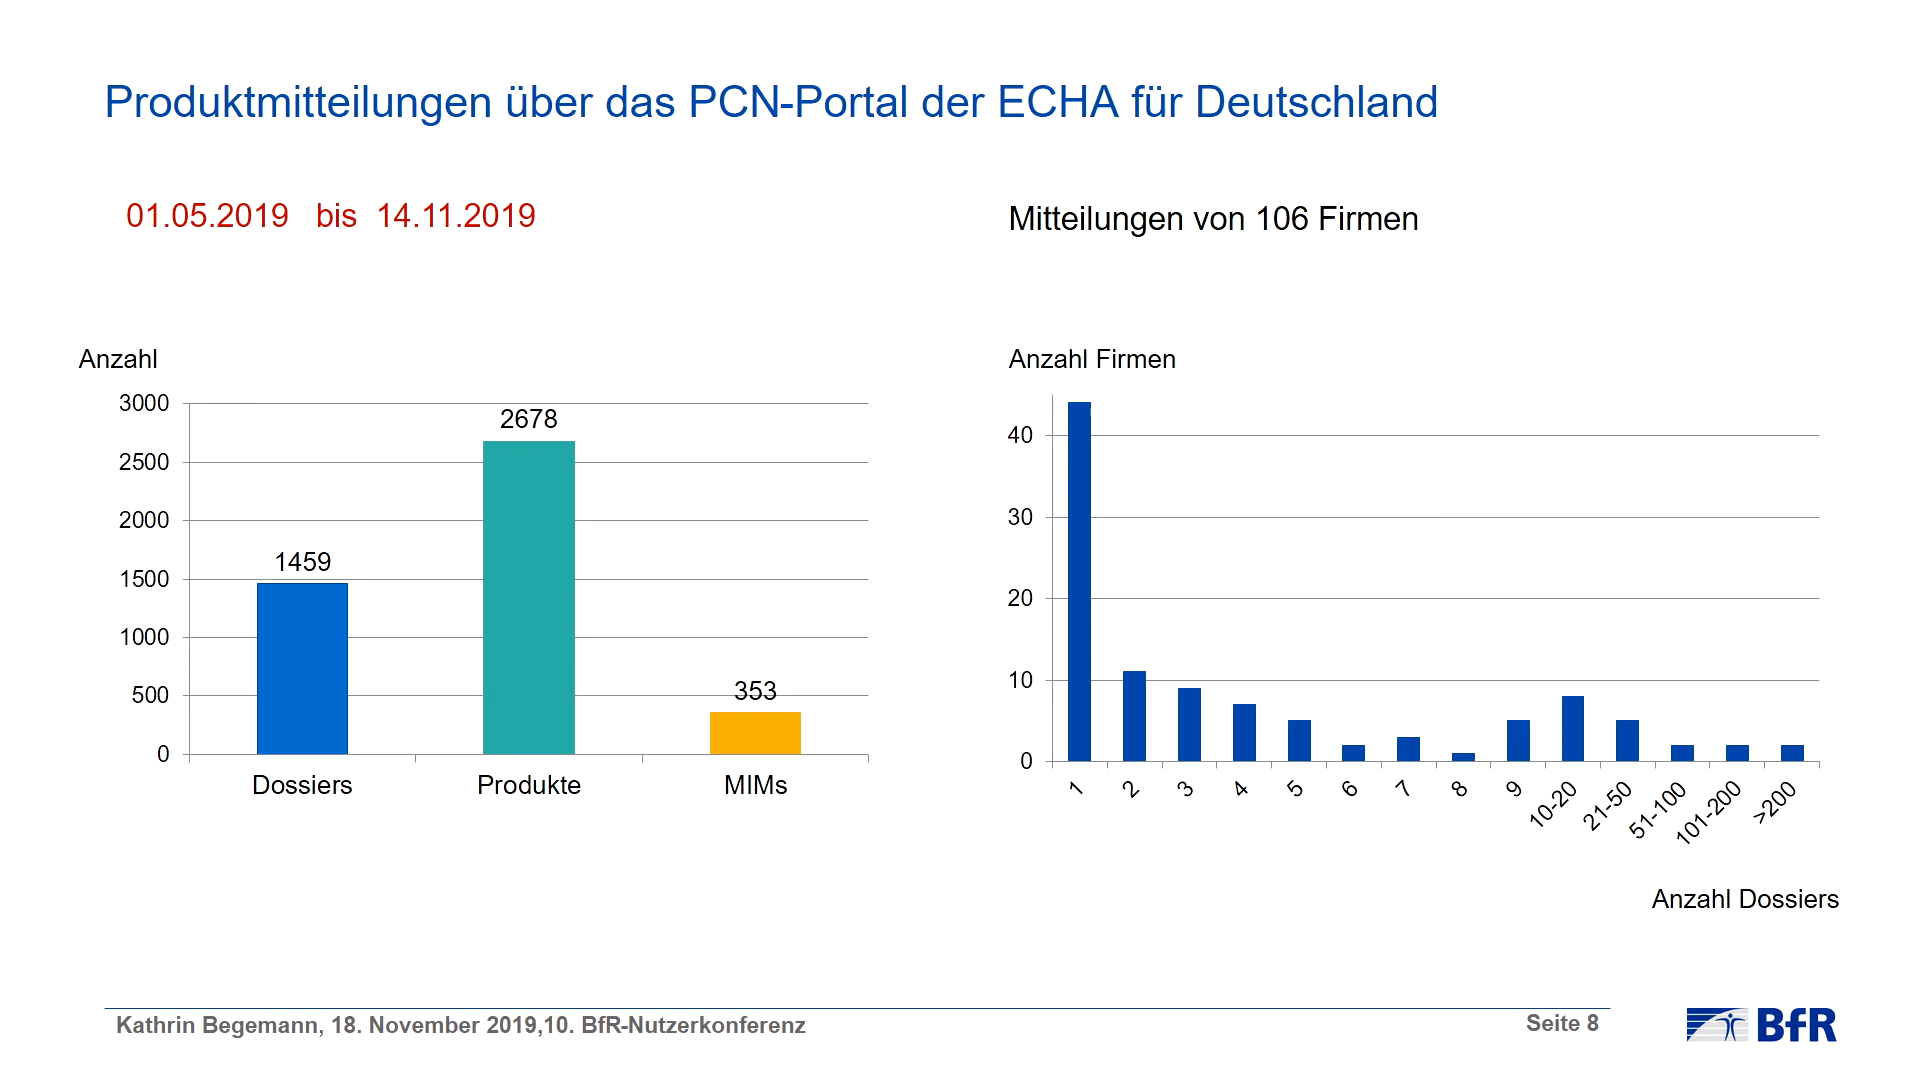 Produktmitteilungen über das PCN-Portal der ECHA für Deutschland
01.05.2019 bis 14.11.2019
Mitteilungen von 106 Firmen
Anzahl
3000
2500
2000
1500
1000
500
0
1459
2678
353
Dossiers
Produkte
MIMs
Anzahl Firmen
40
30
20
10
0
1
2
3
4
5
6
7
8
9
10-20
21-50
51-100
101-200
>200
Anzahl Dossiers
Kathrin Begemann, 18. November 2019,10. BfR-Nutzerkonferenz
Seite 8
BfR